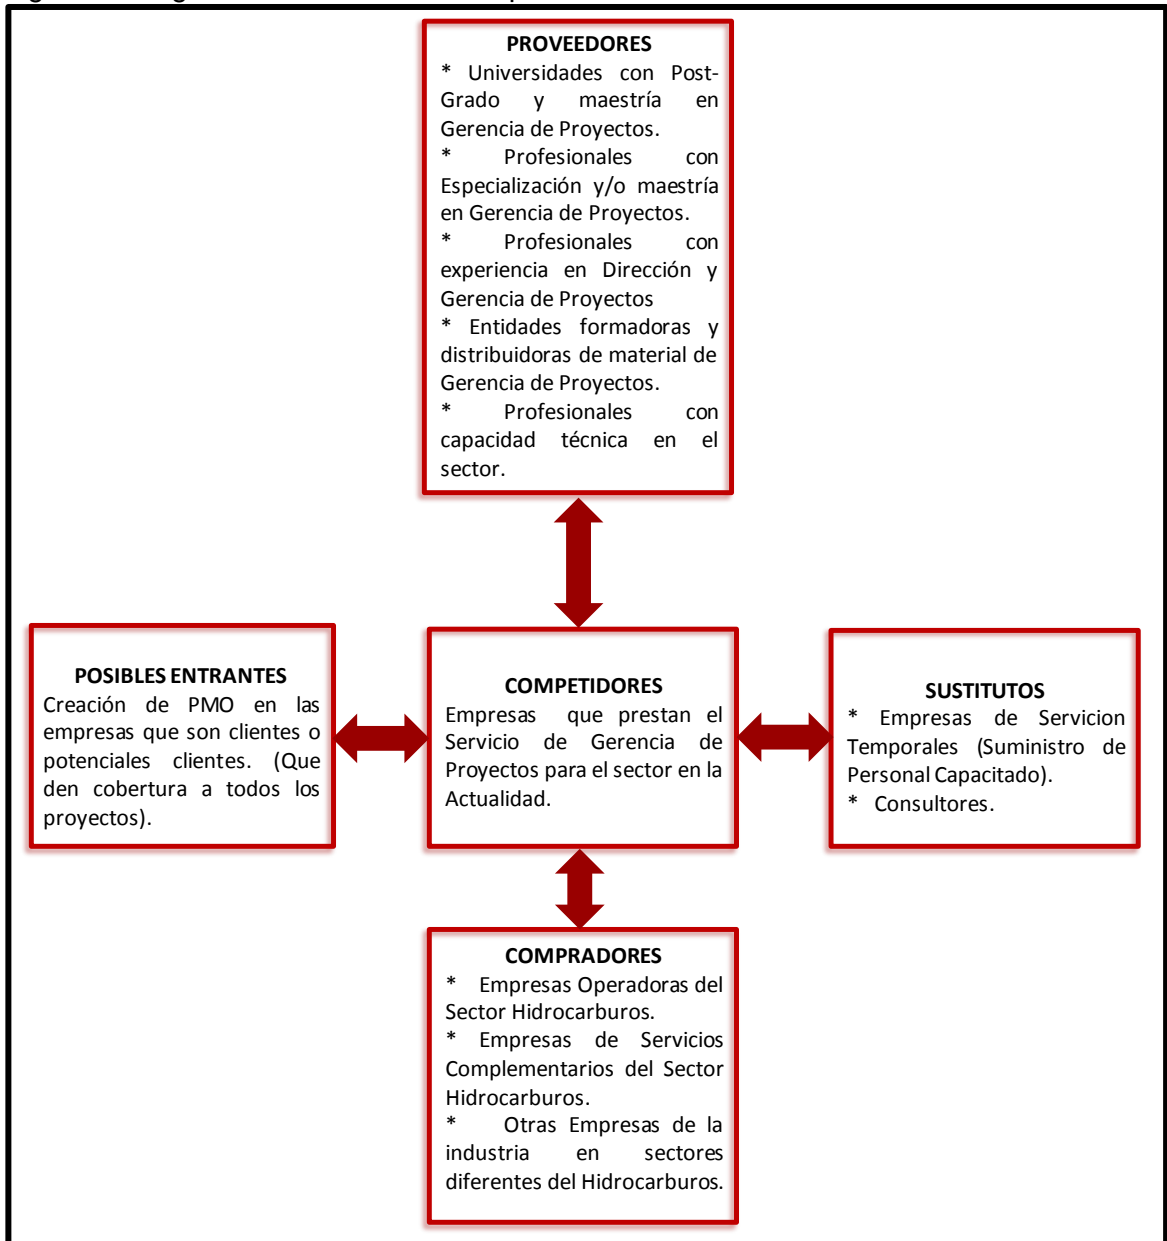 PROVEEDORES
* Universidades con Post-
Grado y maestría en
Gerencia de Proyectos.
* Profesionales con
Especialización y/o maestría
en Gerencia de Proyectos.
* Profesionales con
experiencia en Dirección y
Gerencia de Proyectos
* Entidades formadoras y
distribuidoras de material de
Gerencia de Proyectos.
* Profesionales con
capacidad técnica en el
sector.
POSIBLES ENTRANTES
Creación de PMO en las
empresas que son clientes o
potenciales clientes. (Que
den cobertura a todos los
proyectos).
COMPETIDORES
Empresas que prestan el
Servicio de Gerencia de
Proyectos para el sector en la
Actualidad.
SUSTITUTOS
* Empresas de Servicion
Temporales (Suministro de
Personal Capacitado).
* Consultores.
COMPRADORES
* Empresas Operadoras del
Sector Hidrocarburos.
* Empresas de Servicios
Complementarios del Sector
Hidrocarburos.
* Otras Empresas de la
industria en sectores
diferentes del Hidrocarburos.